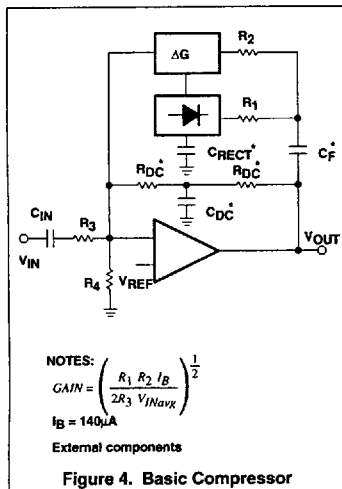 R2
ΔG
R1
CRECT*
CF*
RDC*
RDC*
CIN
R3
CDC*
VOUT
VIN
R4
VREF
NOTES:
GAIN = ( R1 R2 IB / 2R3 VINavg ) 1/2
IB = 140μA
External components
Figure 4. Basic Compressor